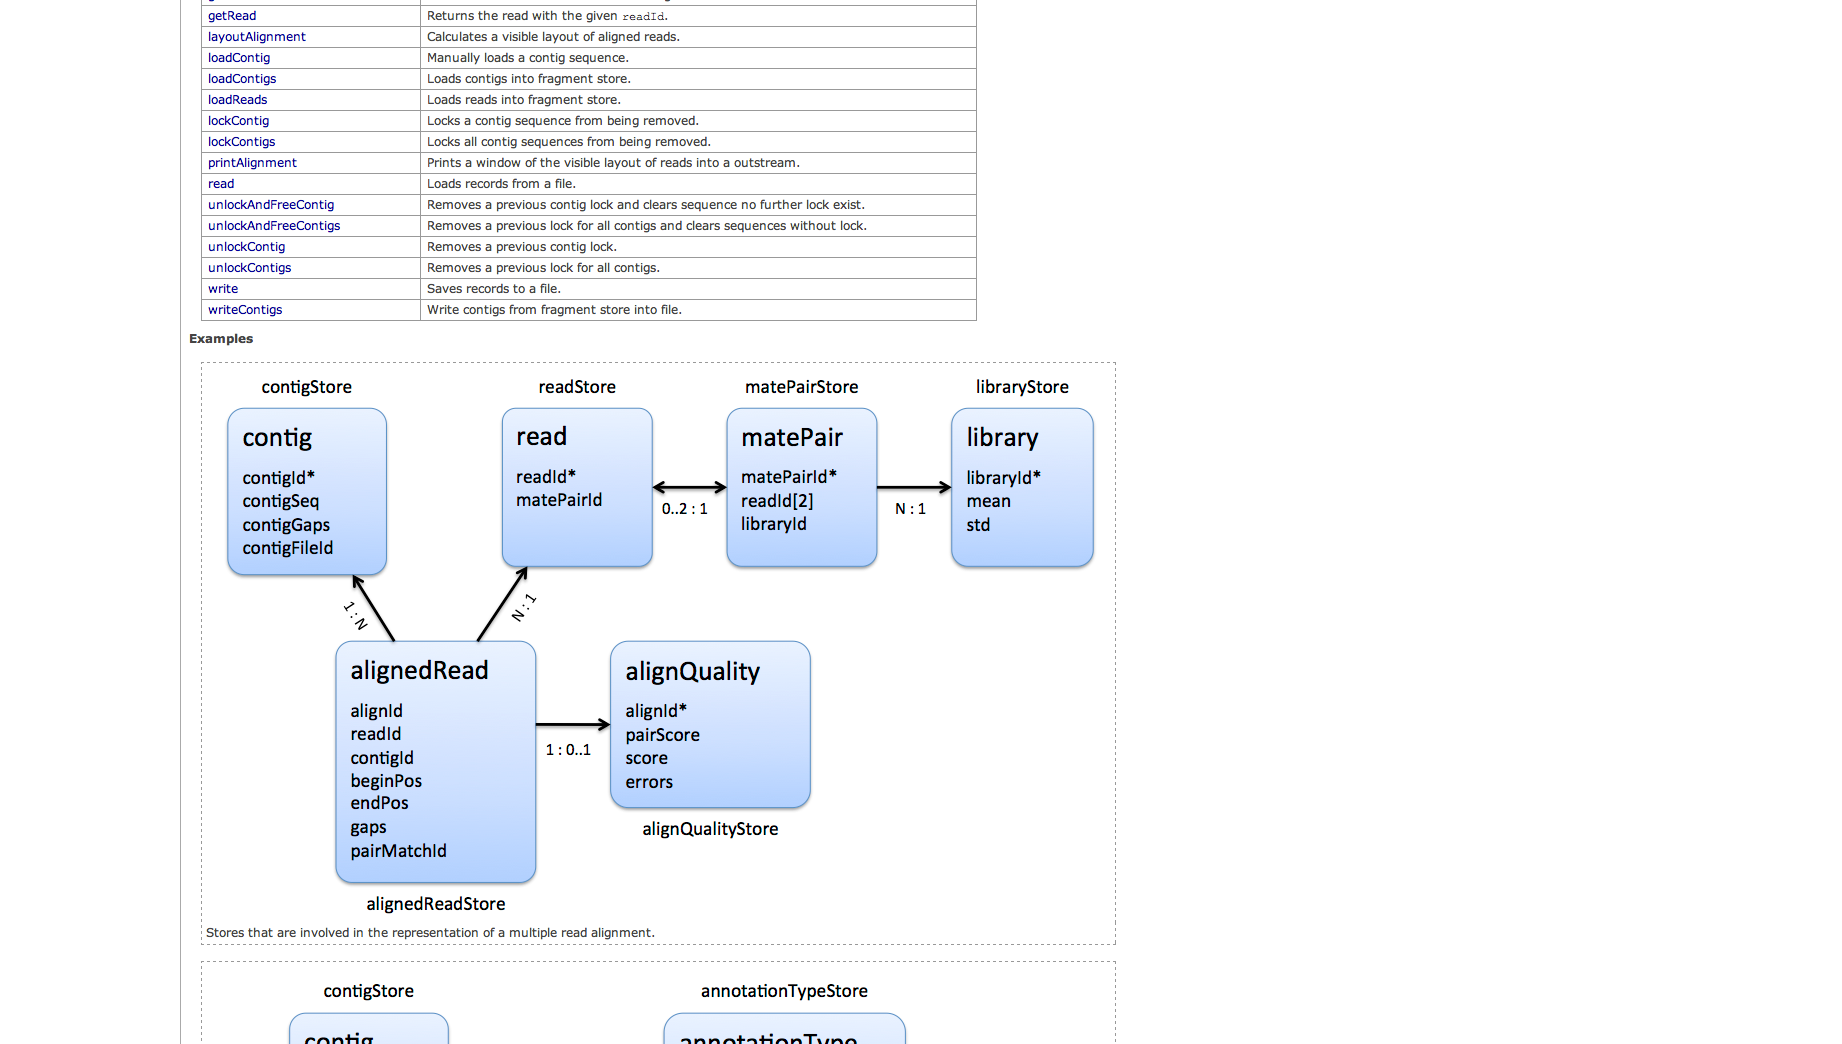 getRead Returns the read with the given readId.
layoutAlignment Calculates a visible layout of aligned reads.
loadContig Manually loads a contig sequence.
loadContigs Loads contigs into fragment store.
loadReads Loads reads into fragment store.
lockContig Locks a contig sequence from being removed.
lockContigs Locks all contig sequences from being removed.
printAlignment Prints a window of the visible layout of reads into a outstream.
read Loads records from a file.
unlockAndFreeContig Removes a previous contig lock and clears sequence no further lock exist.
unlockAndFreeContigs Removes a previous lock for all contigs and clears sequences without lock.
unlockContig Removes a previous contig lock.
unlockContigs Removes a previous lock for all contigs.
write Saves records to a file.
writeContigs Write contigs from fragment store into file.
Examples
contigStore
contig
contigId*
contigSeq
contigGaps
contigFileId
readStore
read
readId*
matePairId
0..2 : 1
matePairStore
matePair
matePairId*
readId[2]
libraryId
N : 1
libraryStore
library
libraryId*
mean
std
1 : N
N : 1
alignedRead
alignId
readId
contigId
beginPos
endPos
gaps
pairMatchId
alignedReadStore
1 : 0..1
alignQuality
alignId*
pairScore
score
errors
alignQualityStore
Stores that are involved in the representation of a multiple read alignment.
contigStore
contig
annotationTypeStore
annotationType